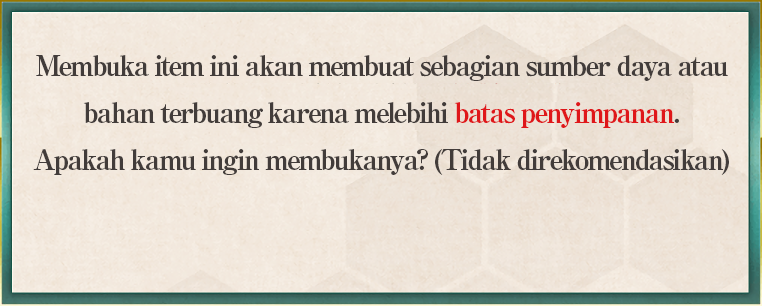 Membuka item ini akan membuat sebagian sumber daya atau
bahan terbuang karena melebihi batas penyimpanan.
Apakah kamu ingin membukanya? (Tidak direkomendasikan)